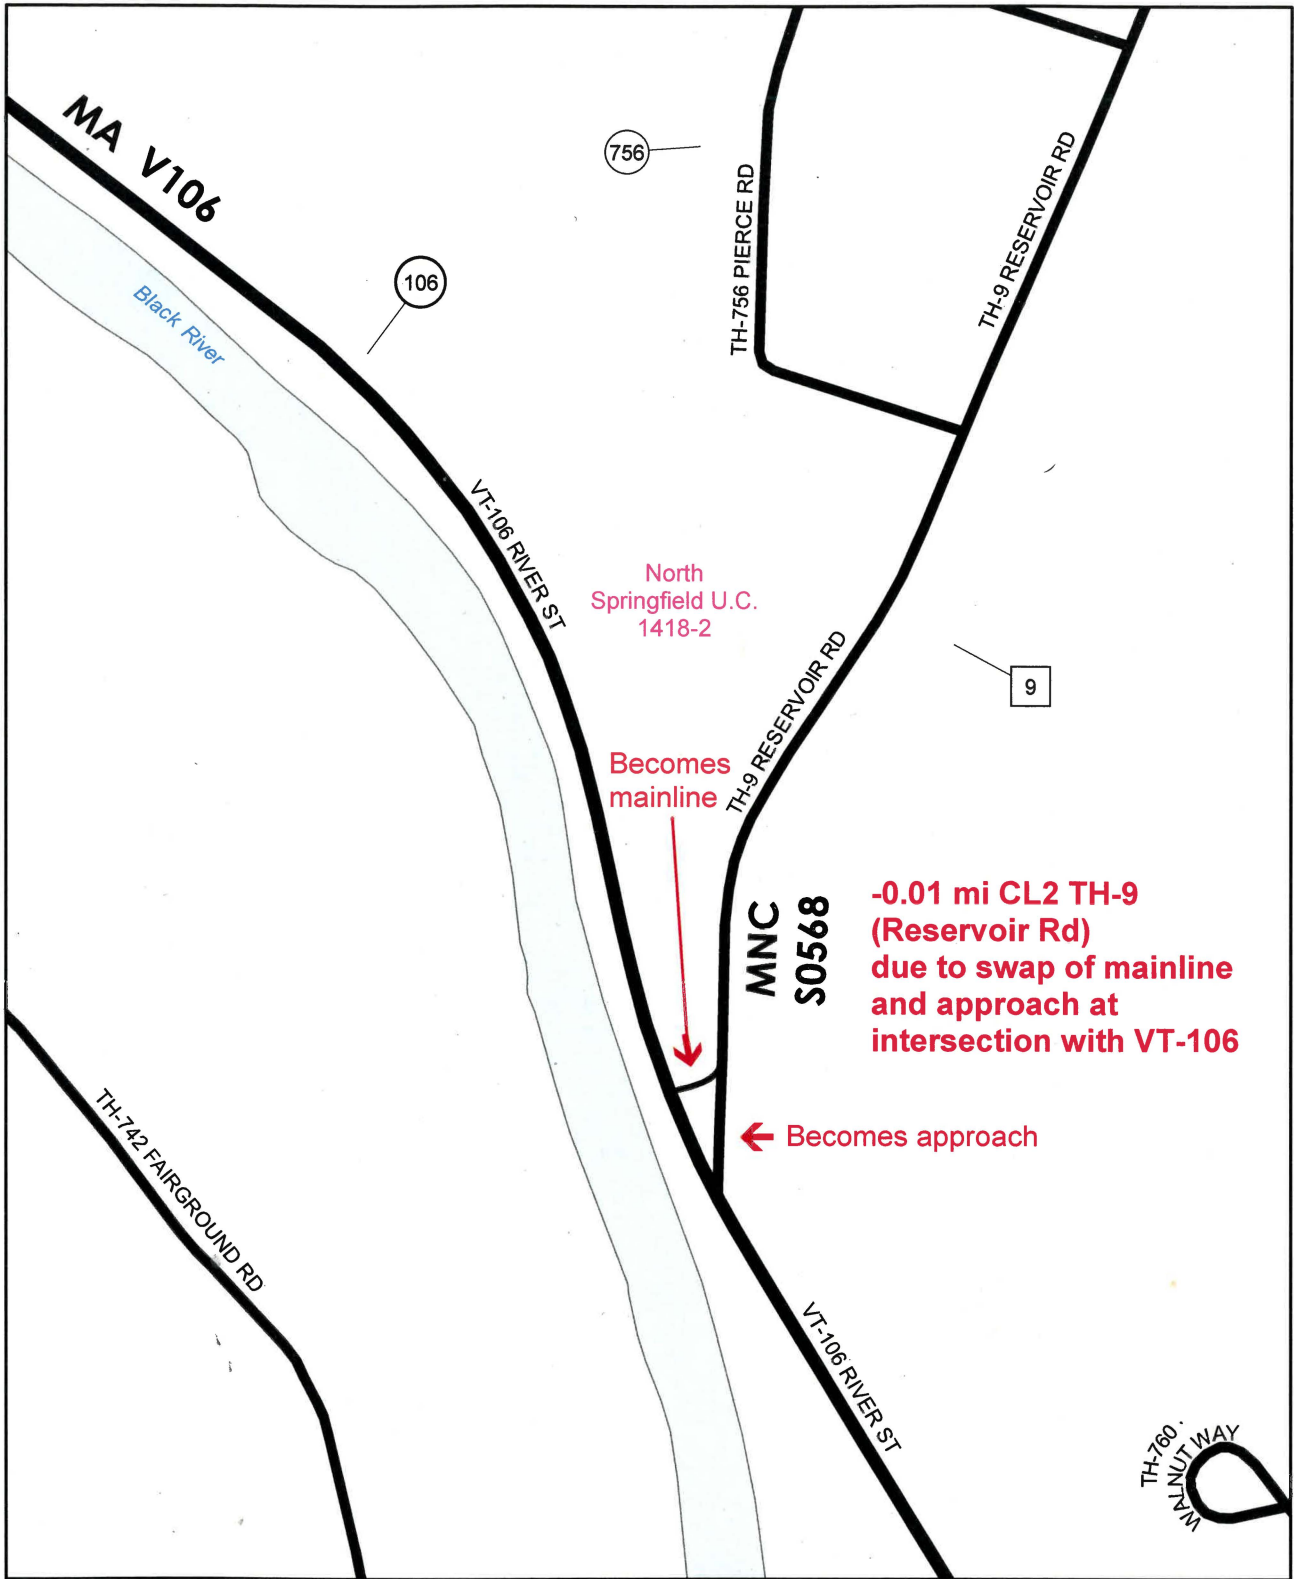 MA V106
756
106
Black River
TH-756 PIERCE RD
TH-9 RESERVOIR RD
VT-106 RIVER ST
North
Springfield U.C.
1418-2
9
TH-9 RESERVOIR RD
Becomes
mainline
MNC
S0568
-0.01 mi CL2 TH-9
(Reservoir Rd)
due to swap of mainline
and approach at
intersection with VT-106
Becomes approach
TH-742 FAIRGROUND RD
VT-106 RIVER ST
TH-760
WALNUT WAY